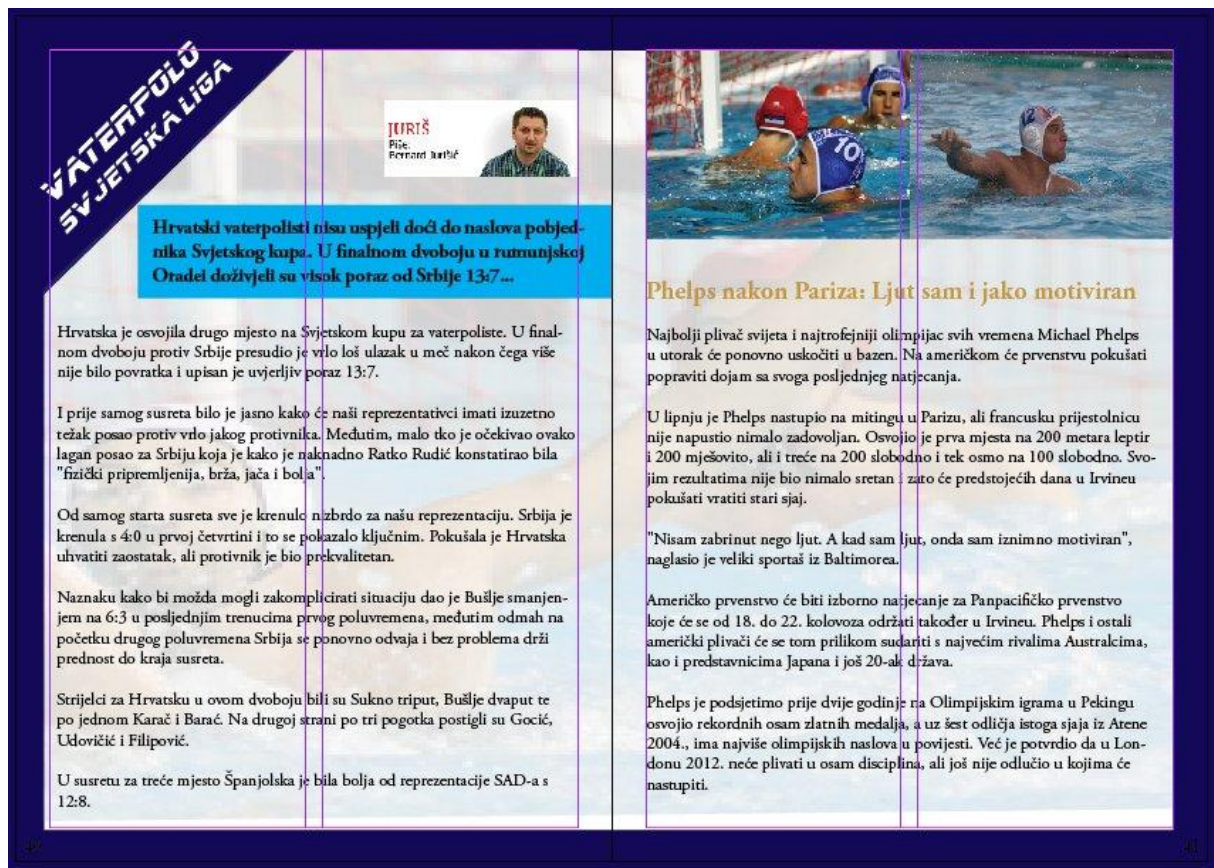 VATERPOLO
SVJETSKA LIGA
JURIŠ
Piše:
Bernard Jurišić
Hrvatski vaterpolisti nisu uspjeli doći do naslova pobjed-
nika Svjetskog kupa. U finalnom dvoboju u rumunjskoj
Oradei doživjeli su visok poraz od Srbije 13:7...
Hrvatska je osvojila drugo mjesto na Svjetskom kupu za vaterpoliste. U final-
nom dvoboju protiv Srbije presudio je vrlo loš ulazak u meč nakon čega više
nije bilo povratka i upisan je uvjerljiv poraz 13:7.
I prije samog susreta bilo je jasno kako će naši reprezentativci imati izuzetno
težak posao protiv vrlo jakog protivnika. Međutim, malo tko je očekivao ovako
lagan posao za Srbiju koja je kako je naknadno Ratko Rudić konstatirao bila
"fizički pripremljenija, brža, jača i bolja".
Od samog starta susreta sve je krenulo nizbrdo za našu reprezentaciju. Srbija je
krenula s 4:0 u prvoj četvrtini i to se pokazalo ključnim. Pokušala je Hrvatska
uhvatiti zaostatak, ali protivnik je bio prekvalitetan.
Naznaku kako bi možda mogli zakomplicirati situaciju dao je Bušlje smanjen-
jem na 6:3 u posljednjim trenucima prvog poluvremena, međutim odmah na
početku drugog poluvremena Srbija se ponovno odvaja i bez problema drži
prednost do kraja susreta.
Strijelci za Hrvatsku u ovom dvoboju bili su Sukno triput, Bušlje dvaput te
po jednom Karač i Barać. Na drugoj strani po tri pogotka postigli su Gocić,
Udovičić i Filipović.
U susretu za treće mjesto Španjolska je bila bolja od reprezentacije SAD-a s
12:8.
10
12
Phelps nakon Pariza: Ljut sam i jako motiviran
Najbolji plivač svijeta i najtrofejniji olimpijac svih vremena Michael Phelps
u utorak će ponovno uskočiti u bazen. Na američkom će prvenstvu pokušati
popraviti dojam sa svoga posljednjeg natjecanja.
U lipnju je Phelps nastupio na mitingu u Parizu, ali francusku prijestolnicu
nije napustio nimalo zadovoljan. Osvojio je prva mjesta na 200 metara leptir
i 200 mješovito, ali i treće na 200 slobodno i tek osmo na 100 slobodno. Svo-
jim rezultatima nije bio nimalo sretan i zato će predstojećih dana u Irvineu
pokušati vratiti stari sjaj.
"Nisam zabrinut nego ljut. A kad sam ljut, onda sam iznimno motiviran",
naglasio je veliki sportaš iz Baltimorea.
Američko prvenstvo će biti izborno natjecanje za Panpacifičko prvenstvo
koje će se od 18. do 22. kolovoza održati također u Irvineu. Phelps i ostali
američki plivači će se tom prilikom sudariti s najvećim rivalima Australcima,
kao i predstavnicima Japana i još 20-ak država.
Phelps je podsjetimo prije dvije godinje na Olimpijskim igrama u Pekingu
osvojio rekordnih osam zlatnih medalja, a uz šest odličja istoga sjaja iz Atene
2004., ima najviše olimpijskih naslova u povijesti. Već je potvrdio da u Lon-
donu 2012. neće plivati u osam disciplina, ali još nije odlučio u kojima će
nastupiti.